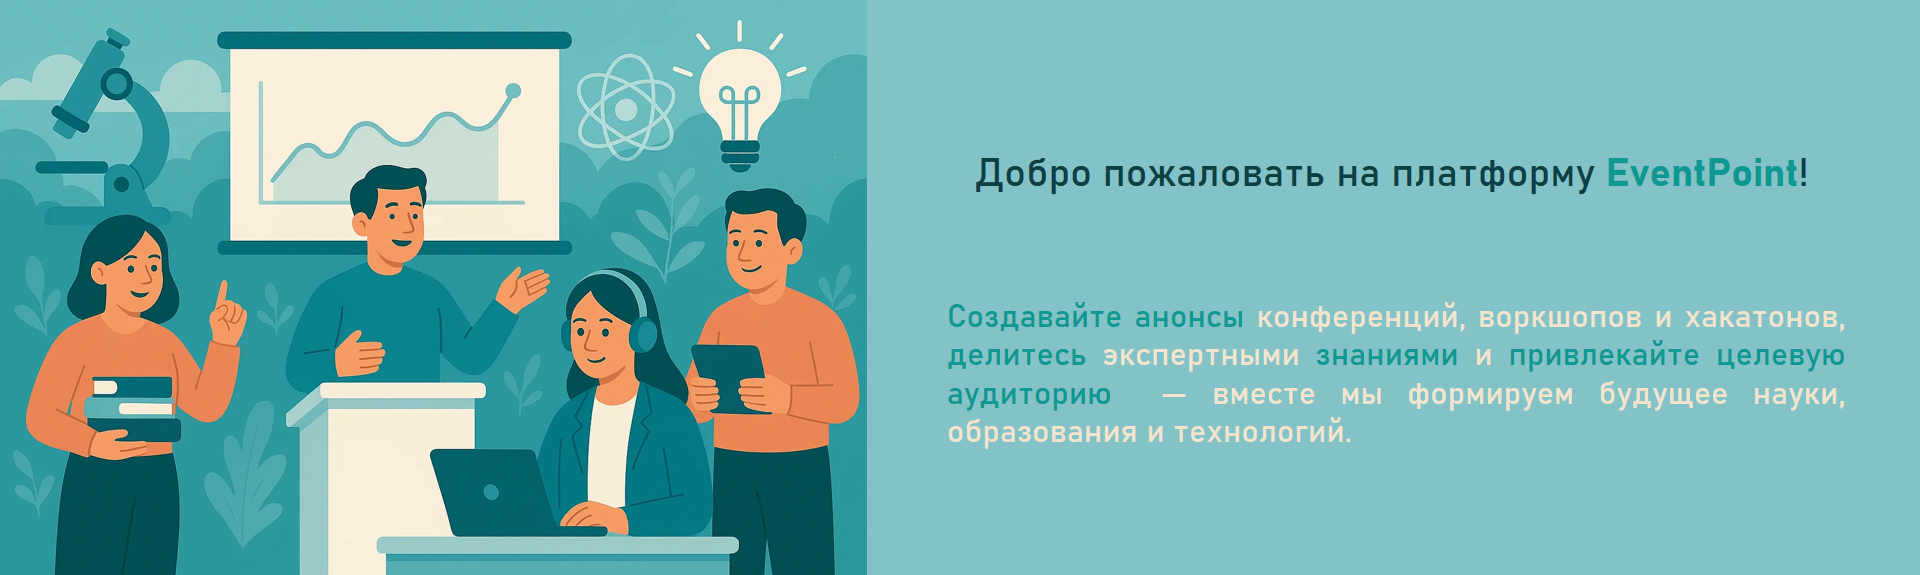 Добро пожаловать на платформу EventPoint!
Создавайте анонсы конференций, воркшопов и хакатонов,
делитесь экспертными знаниями и привлекайте целевую
аудиторию — вместе мы формируем будущее науки,
образования и технологий.